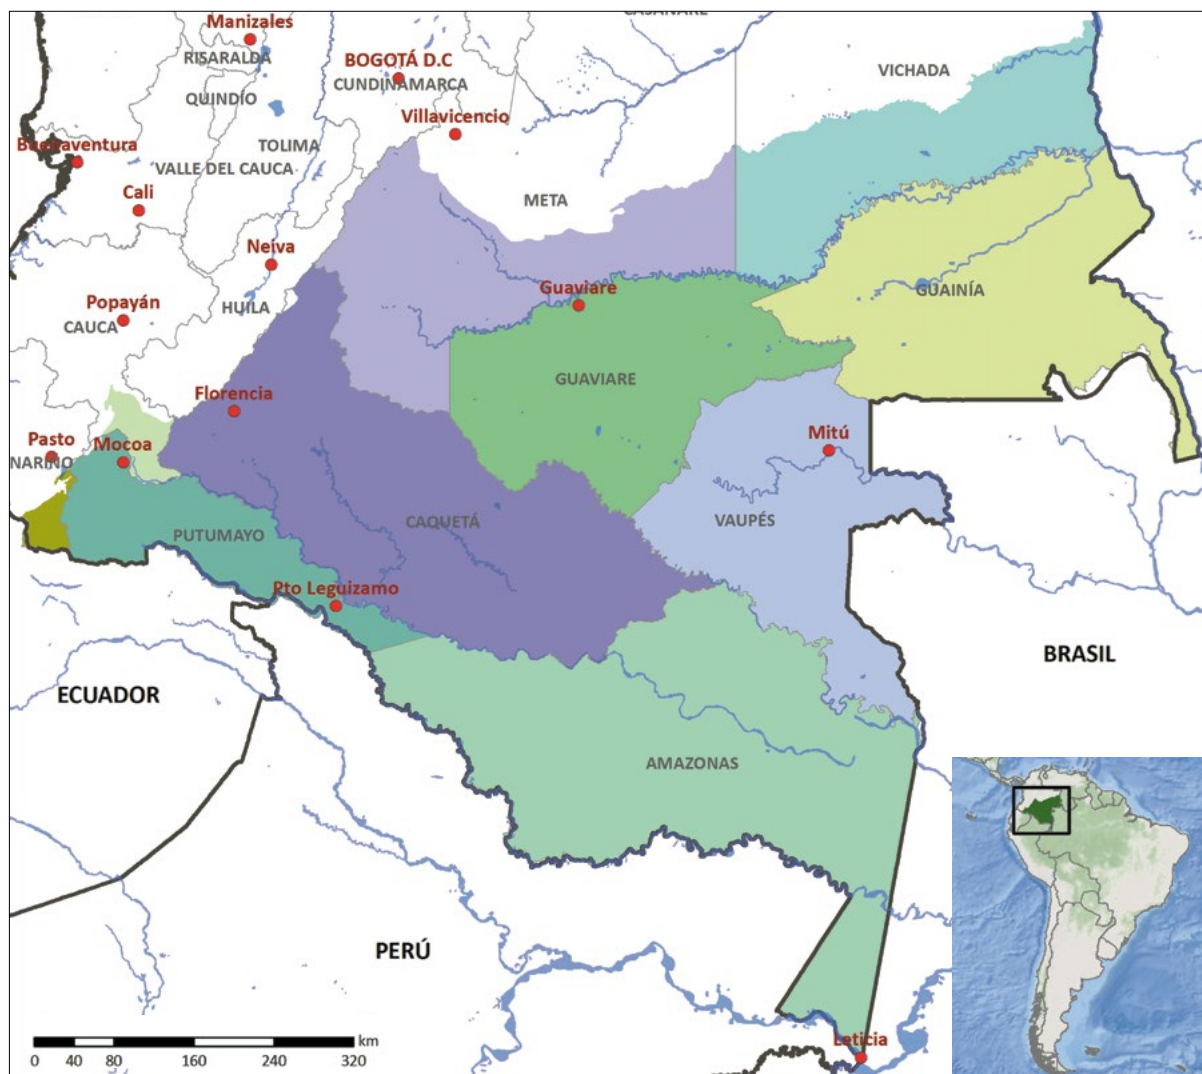 CASANARE
Manizales
RISARALDA
BOGOTÁ D.C
CUNDINAMARCA
VICHADA
QUINDÍO
Villavicencio
Buenaventura
TOLIMA
VALLE DEL CAUCA
Cali
META
Neiva
Guaviare
GUAINÍA
Popayán
HUILA
CAUCA
GUAVIARE
Florencia
Mitú
Pasto
Mocoa
NARIÑO
CAQUETÁ
VAUPÉS
PUTUMAYO
Pto Leguizamo
BRASIL
ECUADOR
AMAZONAS
PERÚ
km
0 40 80 160 240 320
Leticia